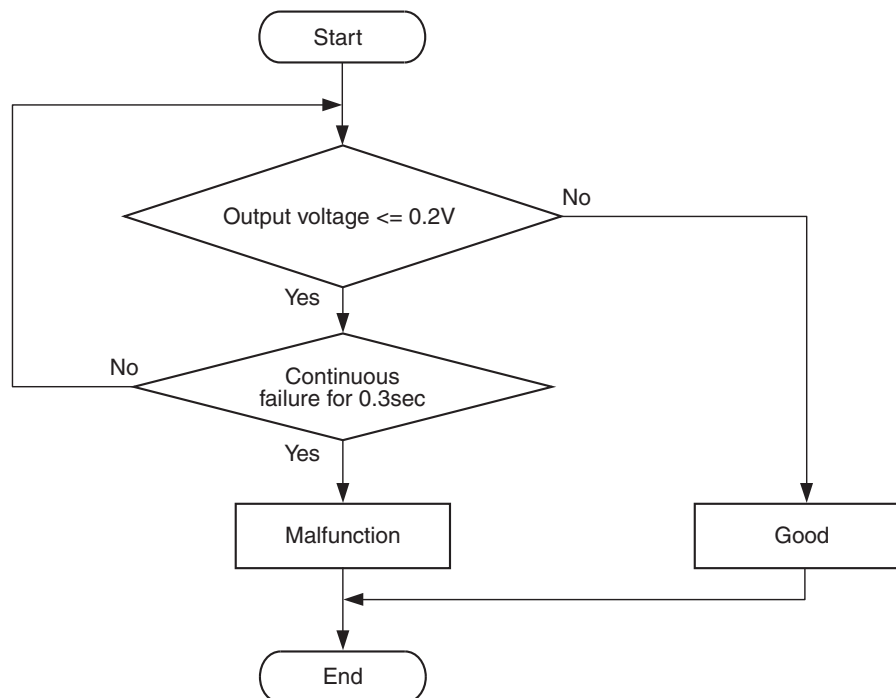 Start
Output voltage <= 0.2V
No
Yes
No
Continuous
failure for 0.3sec
Yes
Malfunction
Good
End